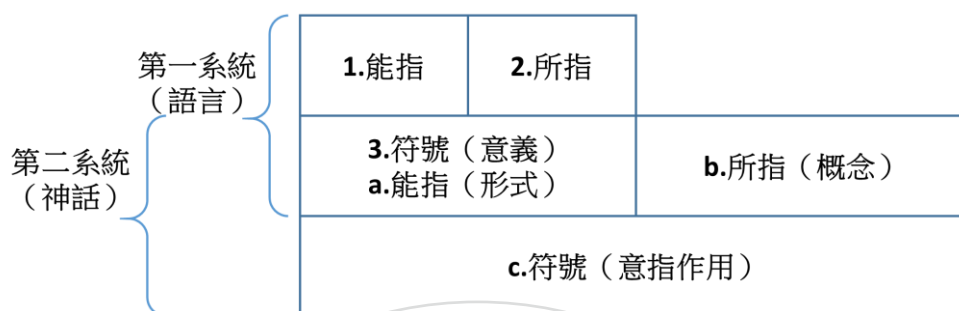 第一系統
（語言）
1.能指
2.所指
第二系統
（神話）
3.符號（意義）
a.能指（形式）
b.所指（概念）
c.符號（意指作用）